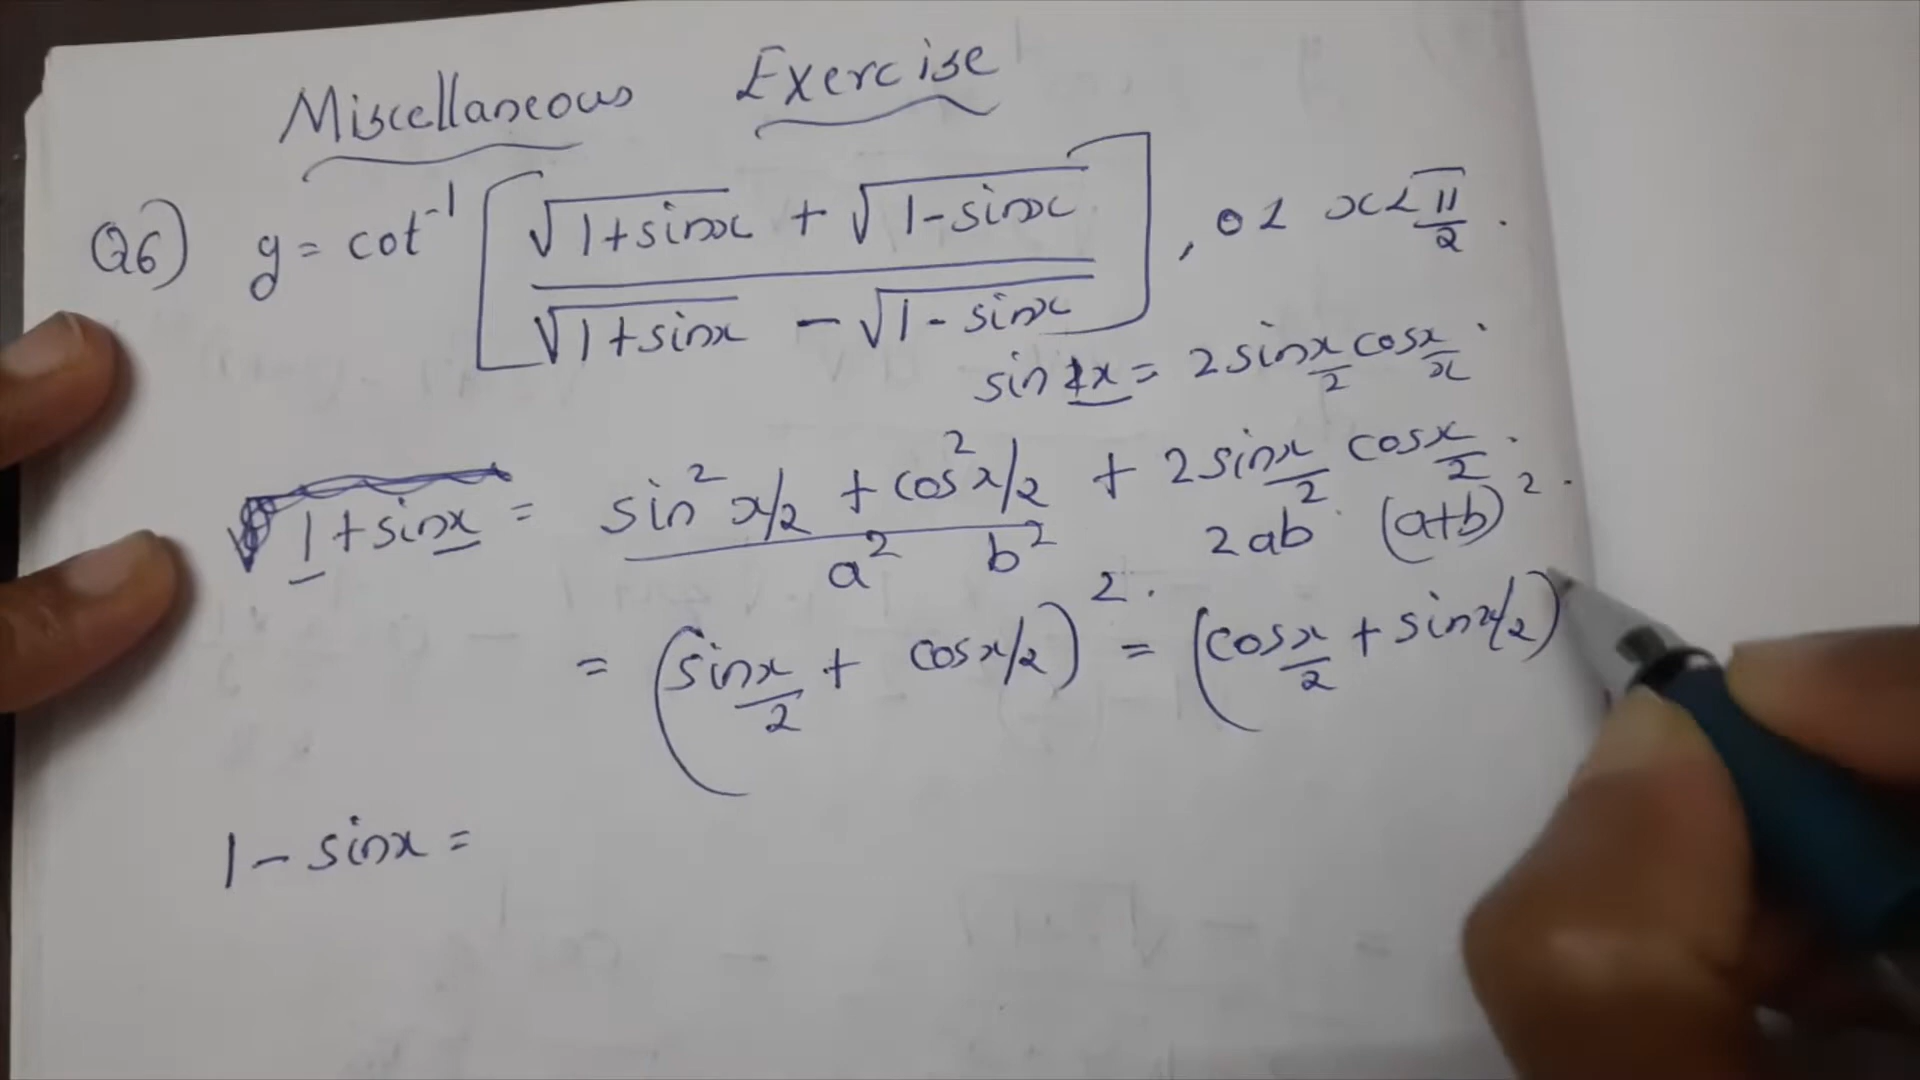 Miscellaneous Exercise
Q6) y = cot⁻¹ [ (√(1+sinx) + √(1-sinx)) / (√(1+sinx) - √(1-sinx)) ] , 0 < x < π/2 .
sin 1x = 2 sin x/2 cos x/x .
1 + sinx = sin² x/2 + cos² x/2 + 2 sin x/2 cos x/2 .
a² b² 2ab (a+b)² .
= (sin x/2 + cos x/2)² . = (cos x/2 + sin x/2)
1 - sinx =